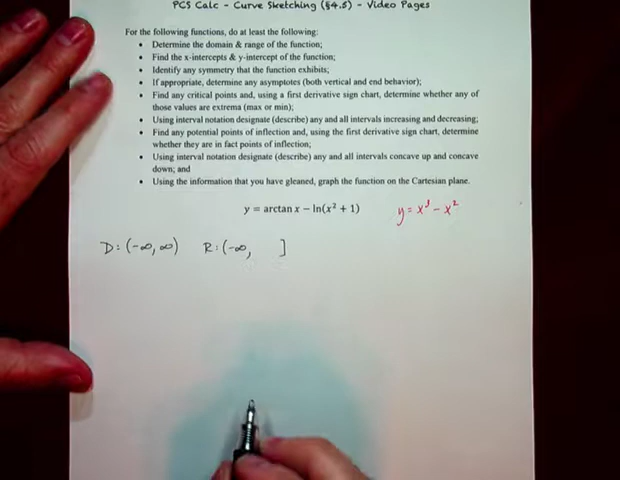 PCS Calc - Curve Sketching (§4.5) - Video Pages
For the following functions, do at least the following:
• Determine the domain & range of the function;
• Find the x-intercepts & y-intercept of the function;
• Identify any symmetry that the function exhibits;
• If appropriate, determine any asymptotes (both vertical and end behavior);
• Find any critical points and, using a first derivative sign chart, determine whether any of
those values are extrema (max or min);
• Using interval notation designate (describe) any and all intervals increasing and decreasing;
• Find any potential points of inflection and, using the first derivative sign chart, determine
whether they are in fact points of inflection;
• Using interval notation designate (describe) any and all intervals concave up and concave
down; and
• Using the information that you have gleaned, graph the function on the Cartesian plane.
y = arctan x − ln(x² + 1) y = x³ - x²
D: (-∞, ∞) R: (-∞, ]